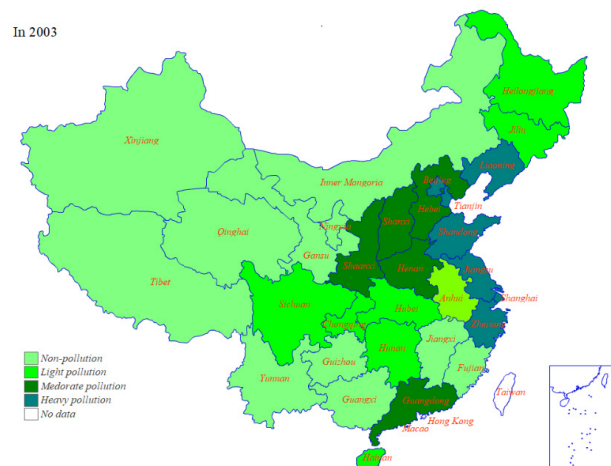 In 2003
Heilongjiang
Jilin
Xinjiang
Liaoning
Inner Mongoria
Beijing
Tianjin
Hebei
Shanxi
Ningxia
Qinghai
Shandong
Gansu
Shaanxi
Henan
Jiangsu
Tibet
Anhui
Shanghai
Sichuan
Hubei
Zhejiang
Chongqing
Hunan
Jiangxi
Non-pollution
Guizhou
Fujian
Light pollution
Yunnan
Medorate pollution
Guangxi
Guangdong
Taiwan
Heavy pollution
Hong Kong
No data
Macao
Hainan